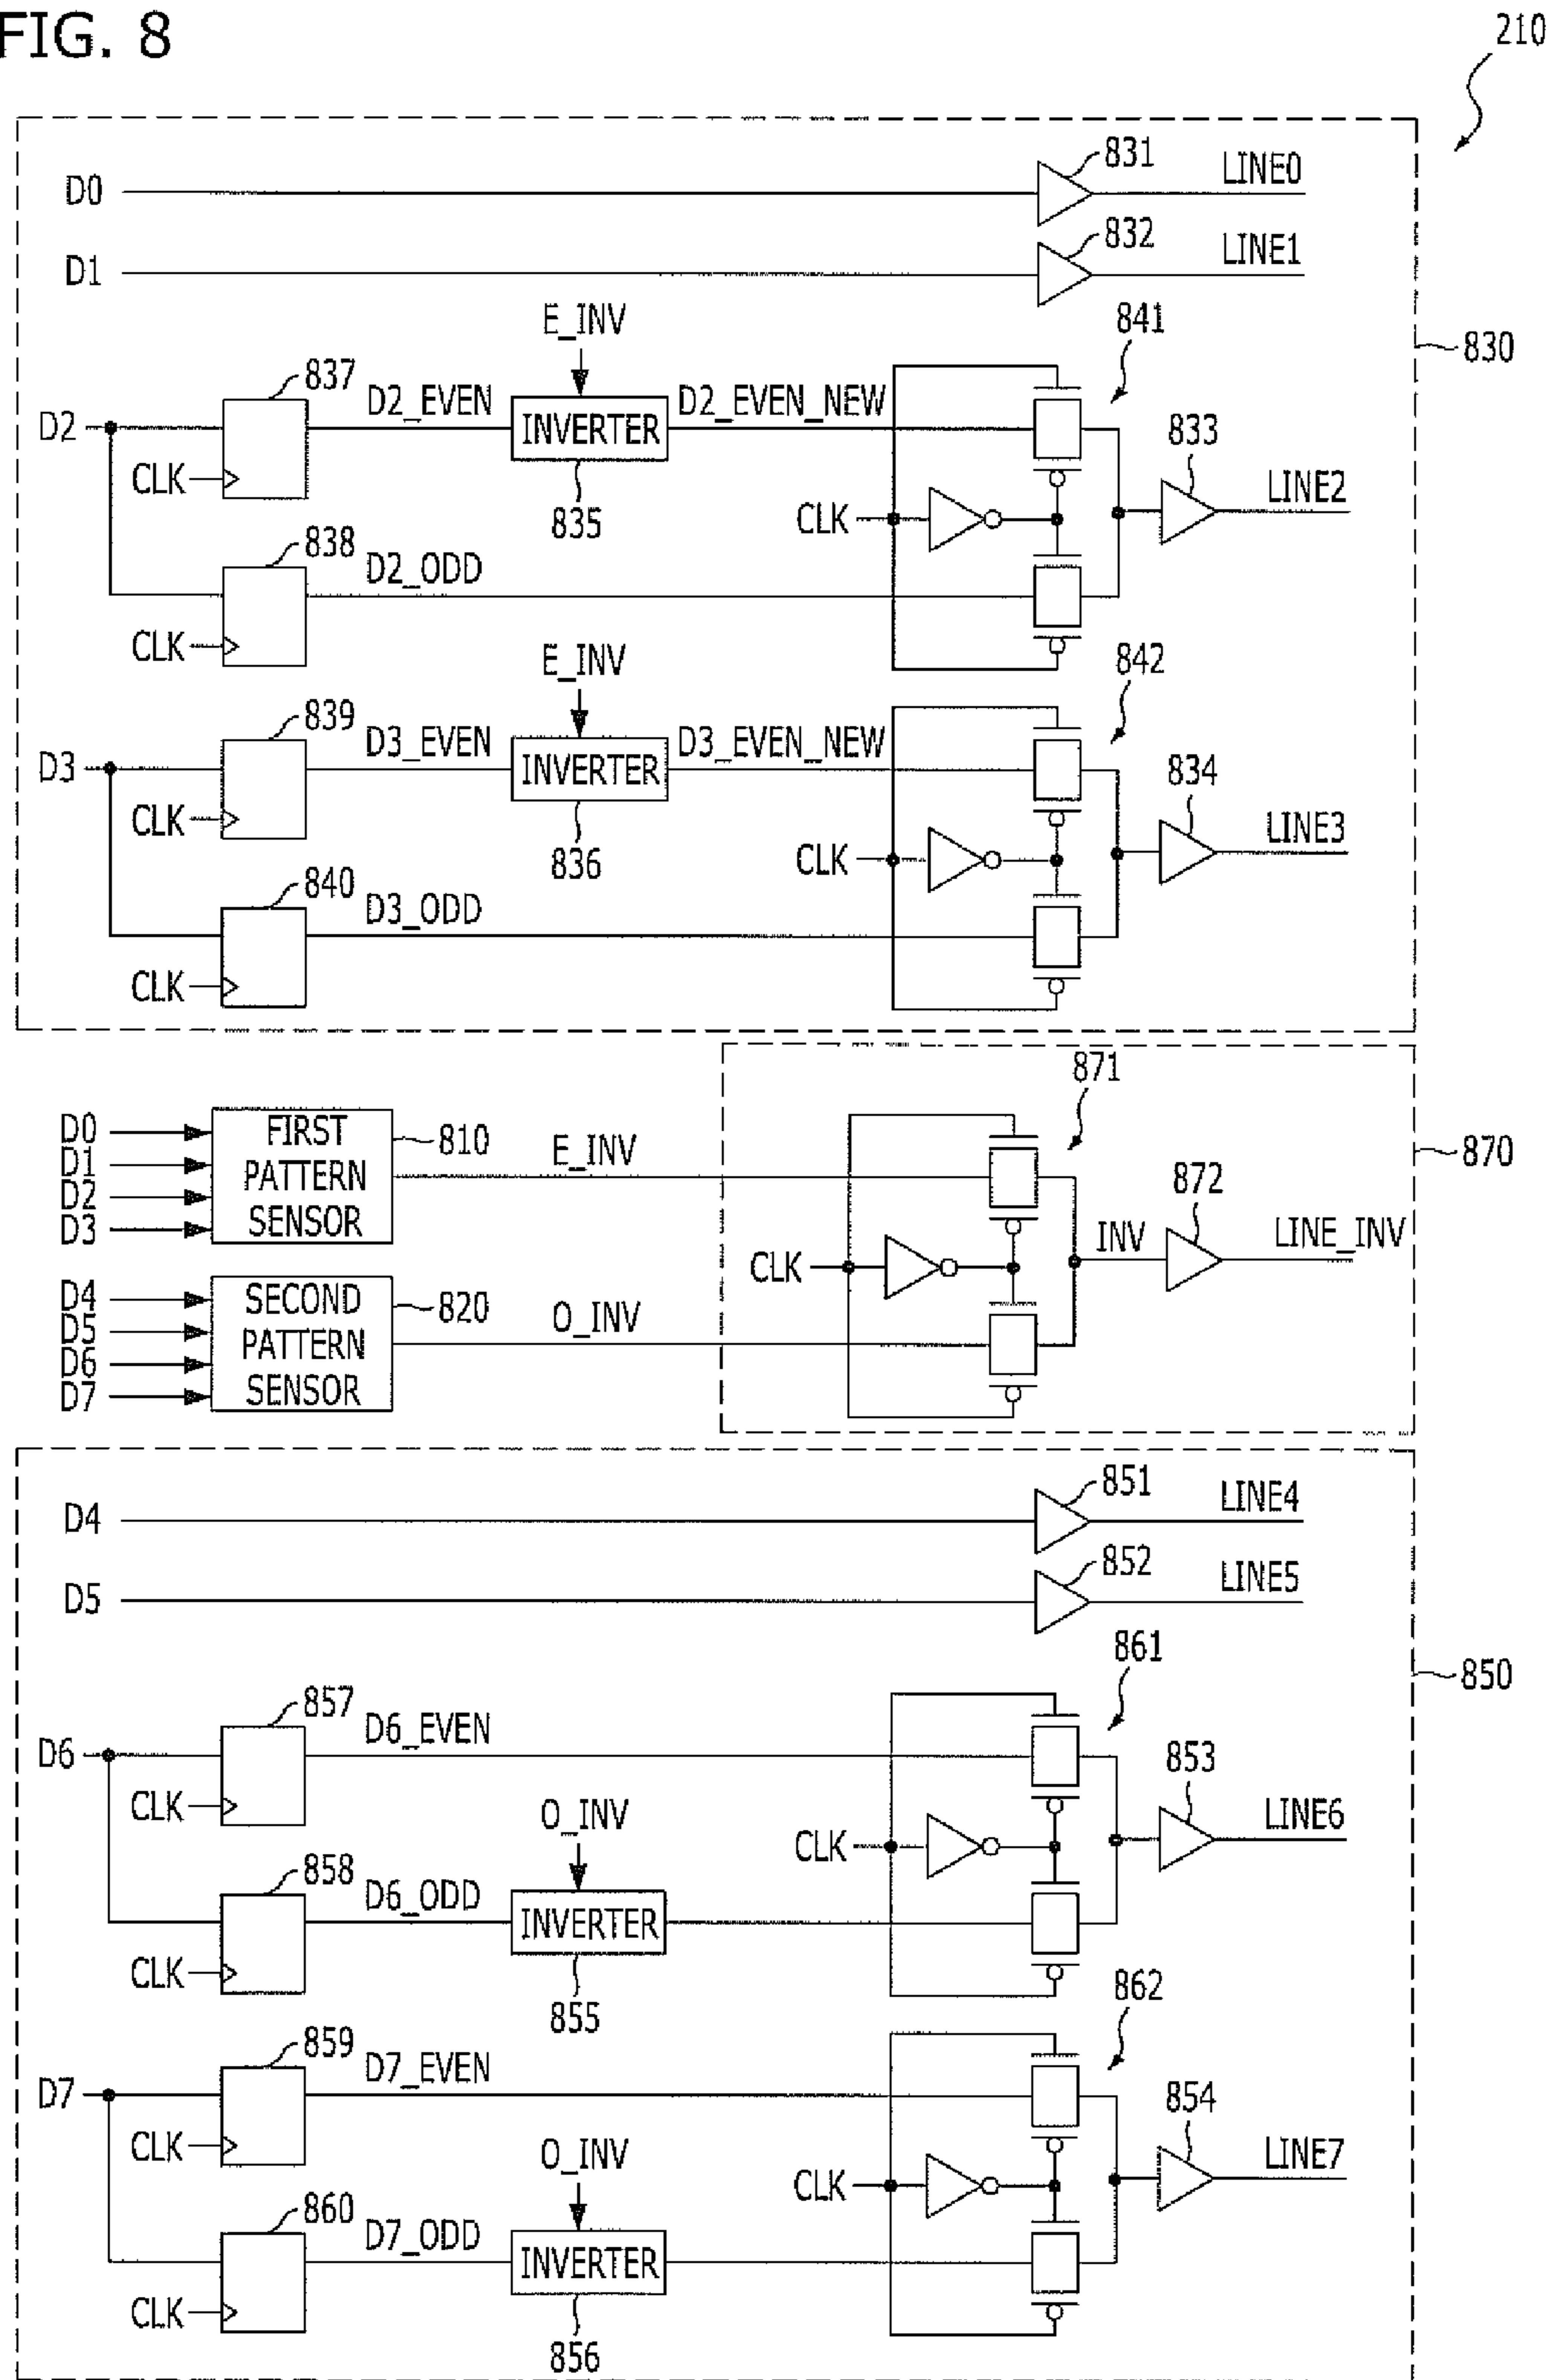 FIG. 8
210
D0
831
LINE0
D1
832
LINE1
E_INV
841
830
837
D2
D2_EVEN
INVERTER
D2_EVEN_NEW
833
CLK
835
CLK
LINE2
838
D2_ODD
CLK
E_INV
842
839
D3
D3_EVEN
INVERTER
D3_EVEN_NEW
834
CLK
836
CLK
LINE3
840
D3_ODD
CLK
871
D0
D1
D2
D3
FIRST
PATTERN
SENSOR
810
E_INV
870
872
CLK
INV
LINE_INV
D4
D5
D6
D7
SECOND
PATTERN
SENSOR
820
O_INV
D4
851
LINE4
D5
852
LINE5
861
850
857
D6
D6_EVEN
853
CLK
O_INV
CLK
LINE6
858
D6_ODD
INVERTER
CLK
855
862
859
D7
D7_EVEN
854
CLK
O_INV
CLK
LINE7
860
D7_ODD
INVERTER
CLK
856